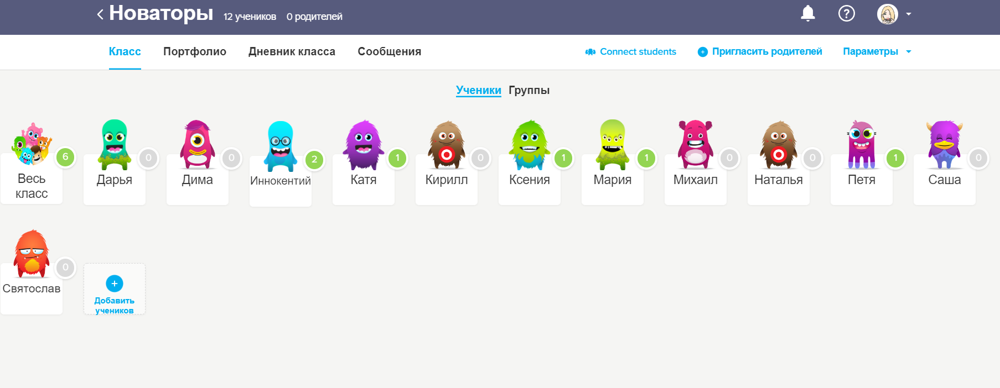 Новаторы 12 учеников 0 родителей
Класс Портфолио Дневник класса Сообщения Connect students Пригласить родителей Параметры
Ученики Группы
6 0 0 2 1 0 1 1 0 0 1 0
Весь класс Дарья Дима Иннокентий Катя Кирилл Ксения Мария Михаил Наталья Петя Саша
0
Святослав
Добавить
учеников